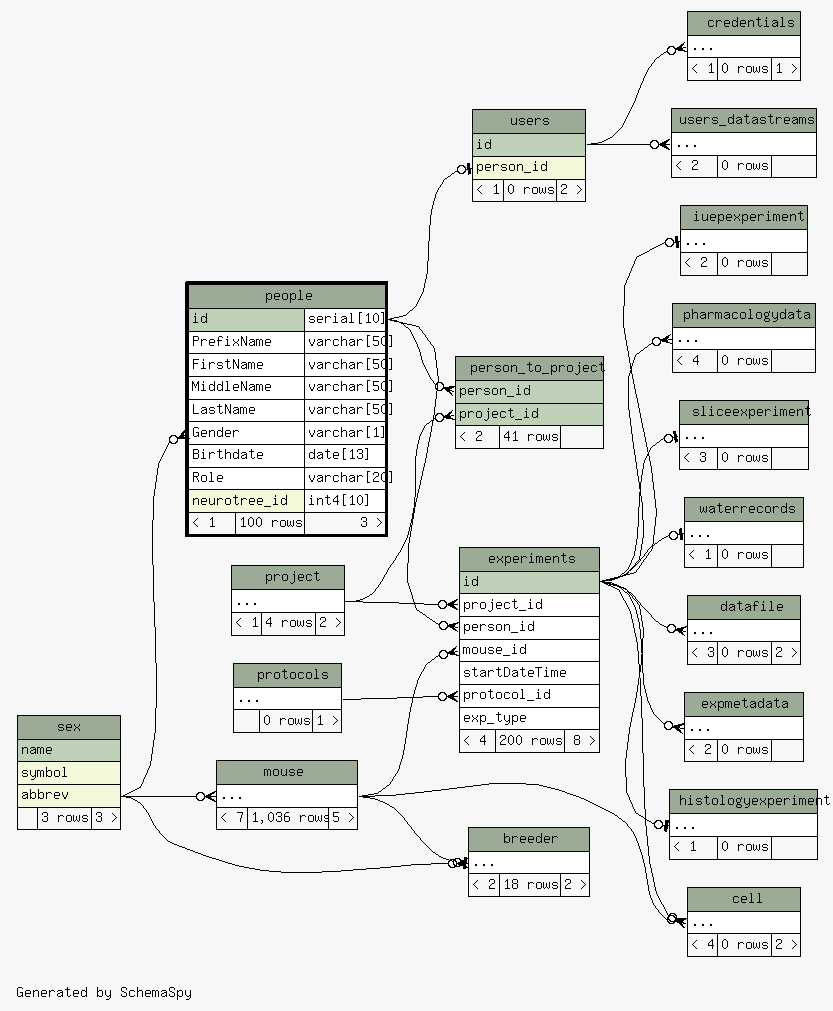 credentials
...
< 1 0 rows 1 >
users
id
person_id
< 1 0 rows 2 >
users_datastreams
...
< 2 0 rows
iuepexperiment
...
< 2 0 rows
people
id serial[10]
PrefixName varchar[50]
FirstName varchar[50]
MiddleName varchar[50]
LastName varchar[50]
Gender varchar[1]
Birthdate date[13]
Role varchar[20]
neurotree_id int4[10]
< 1 100 rows 3 >
pharmacologydata
...
< 4 0 rows
person_to_project
person_id
project_id
< 2 41 rows
sliceexperiment
...
< 3 0 rows
waterrecords
...
< 1 0 rows
experiments
id
project_id
person_id
mouse_id
startDateTime
protocol_id
exp_type
< 4 200 rows 8 >
project
...
< 1 4 rows 2 >
datafile
...
< 3 0 rows 2 >
protocols
...
0 rows 1 >
expmetadata
...
< 2 0 rows
sex
name
symbol
abbrev
3 rows 3 >
mouse
...
< 7 1,036 rows 5 >
histologyexperiment
...
< 1 0 rows
breeder
...
< 2 18 rows 2 >
cell
...
< 4 0 rows 2 >
Generated by SchemaSpy